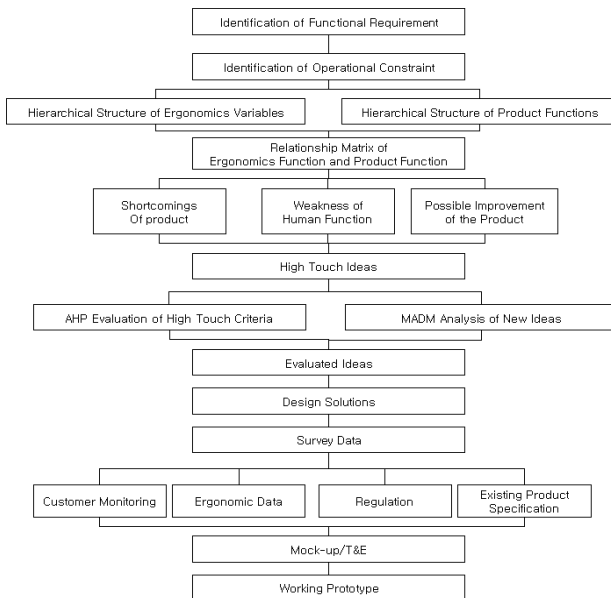 Identification of Functional Requirement
Identification of Operational Constraint
Hierarchical Structure of Ergonomics Variables
Hierarchical Structure of Product Functions
Relationship Matrix of
Ergonomics Function and Product Function
Shortcomings
Of product
Weakness of
Human Function
Possible Improvement
of the Product
High Touch Ideas
AHP Evaluation of High Touch Criteria
MADM Analysis of New Ideas
Evaluated Ideas
Design Solutions
Survey Data
Customer Monitoring
Ergonomic Data
Regulation
Existing Product
Specification
Mock-up/T&E
Working Prototype